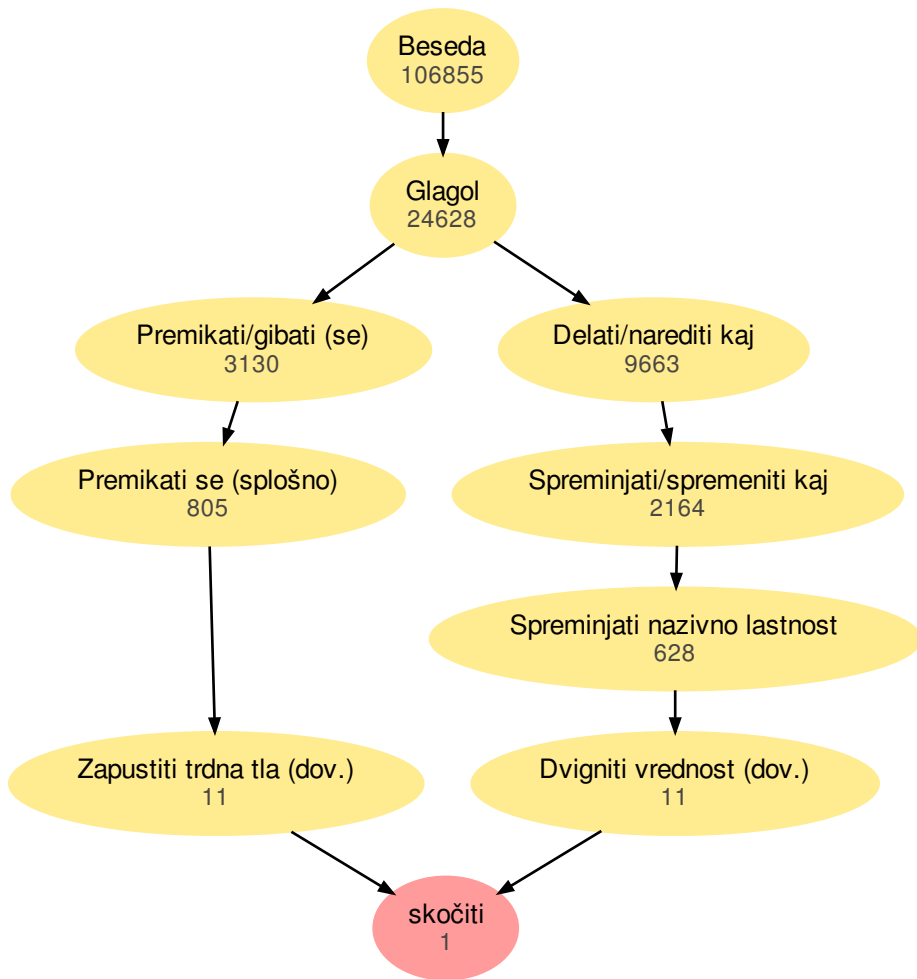 Beseda
106855
Glagol
24628
Premikati/gibati (se)
3130
Delati/narediti kaj
9663
Premikati se (splošno)
805
Spreminjati/spremeniti kaj
2164
Spreminjati nazivno lastnost
628
Zapustiti trdna tla (dov.)
11
Dvigniti vrednost (dov.)
11
skočiti
1